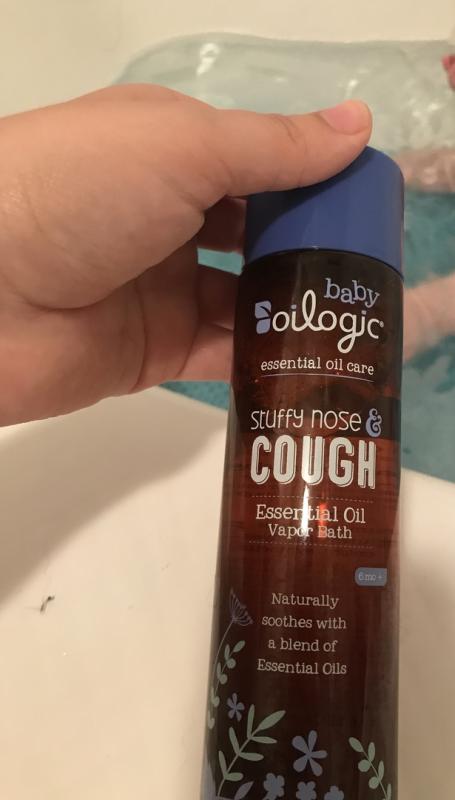 baby
oilogic®
essential oil care
stuffy nose &
COUGH
Essential Oil
Vapor Bath
6 mo +
Naturally
soothes with
a blend of
Essential Oils